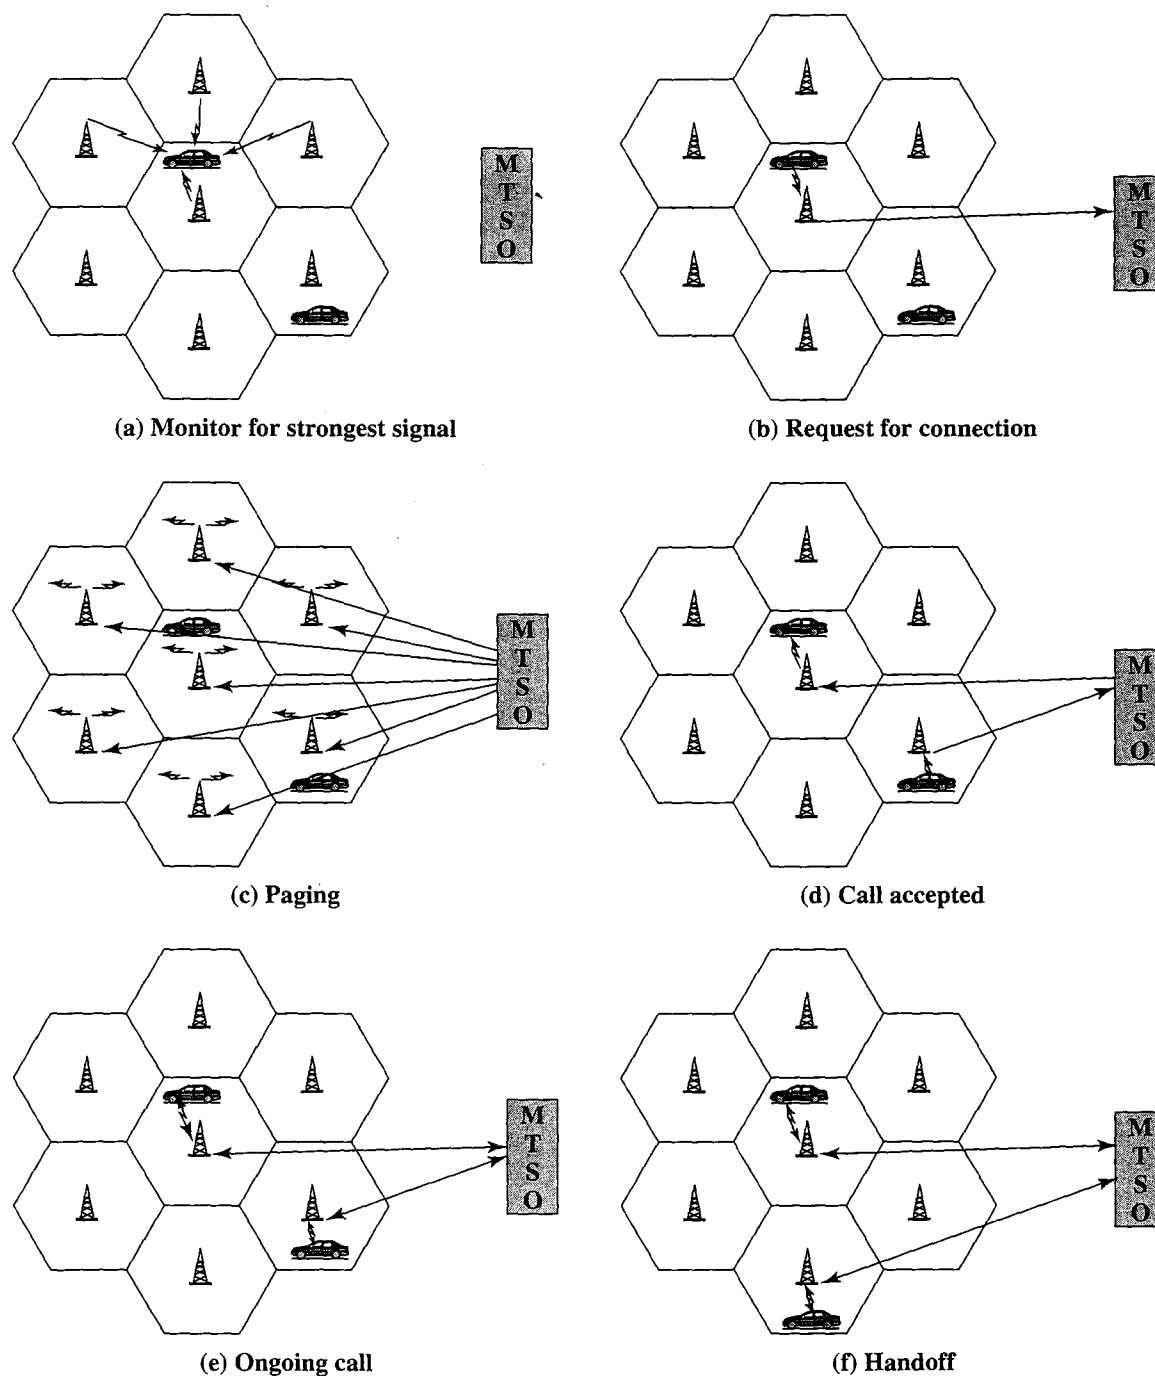 M
T
S
O
M
T
S
O
(a) Monitor for strongest signal
(b) Request for connection
M
T
S
O
M
T
S
O
(c) Paging
(d) Call accepted
M
T
S
O
M
T
S
O
(e) Ongoing call
(f) Handoff